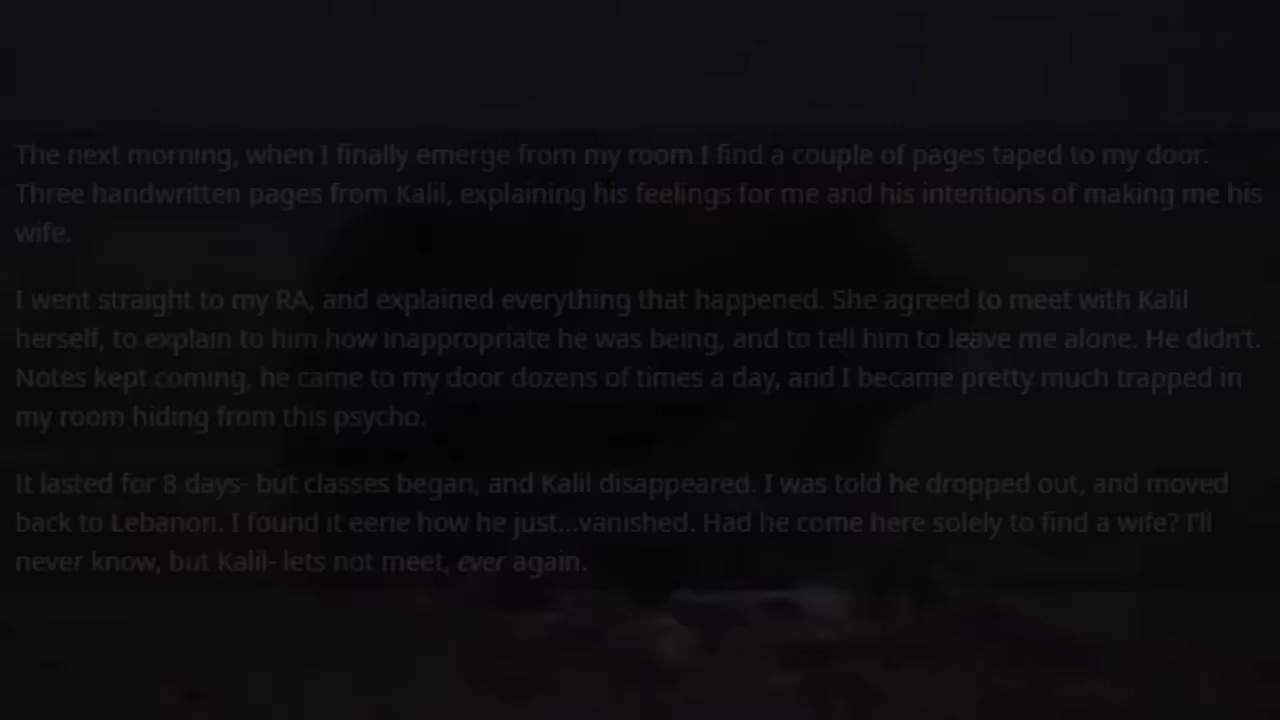 The next morning, when I finally emerge from my room I find a couple of pages taped to my door.
Three handwritten pages from Kalil, explaining his feelings for me and his intentions of making me his
wife.
I went straight to my RA, and explained everything that happened. She agreed to meet with Kalil
herself, to explain to him how inappropriate he was being, and to tell him to leave me alone. He didn't.
Notes kept coming, he came to my door dozens of times a day, and I became pretty much trapped in
my room hiding from this psycho.
It lasted for 8 days- but classes began, and Kalil disappeared. I was told he dropped out, and moved
back to Lebanon. I found it eerie how he just...vanished. Had he come here solely to find a wife? I'll
never know, but Kalil- lets not meet, ever again.